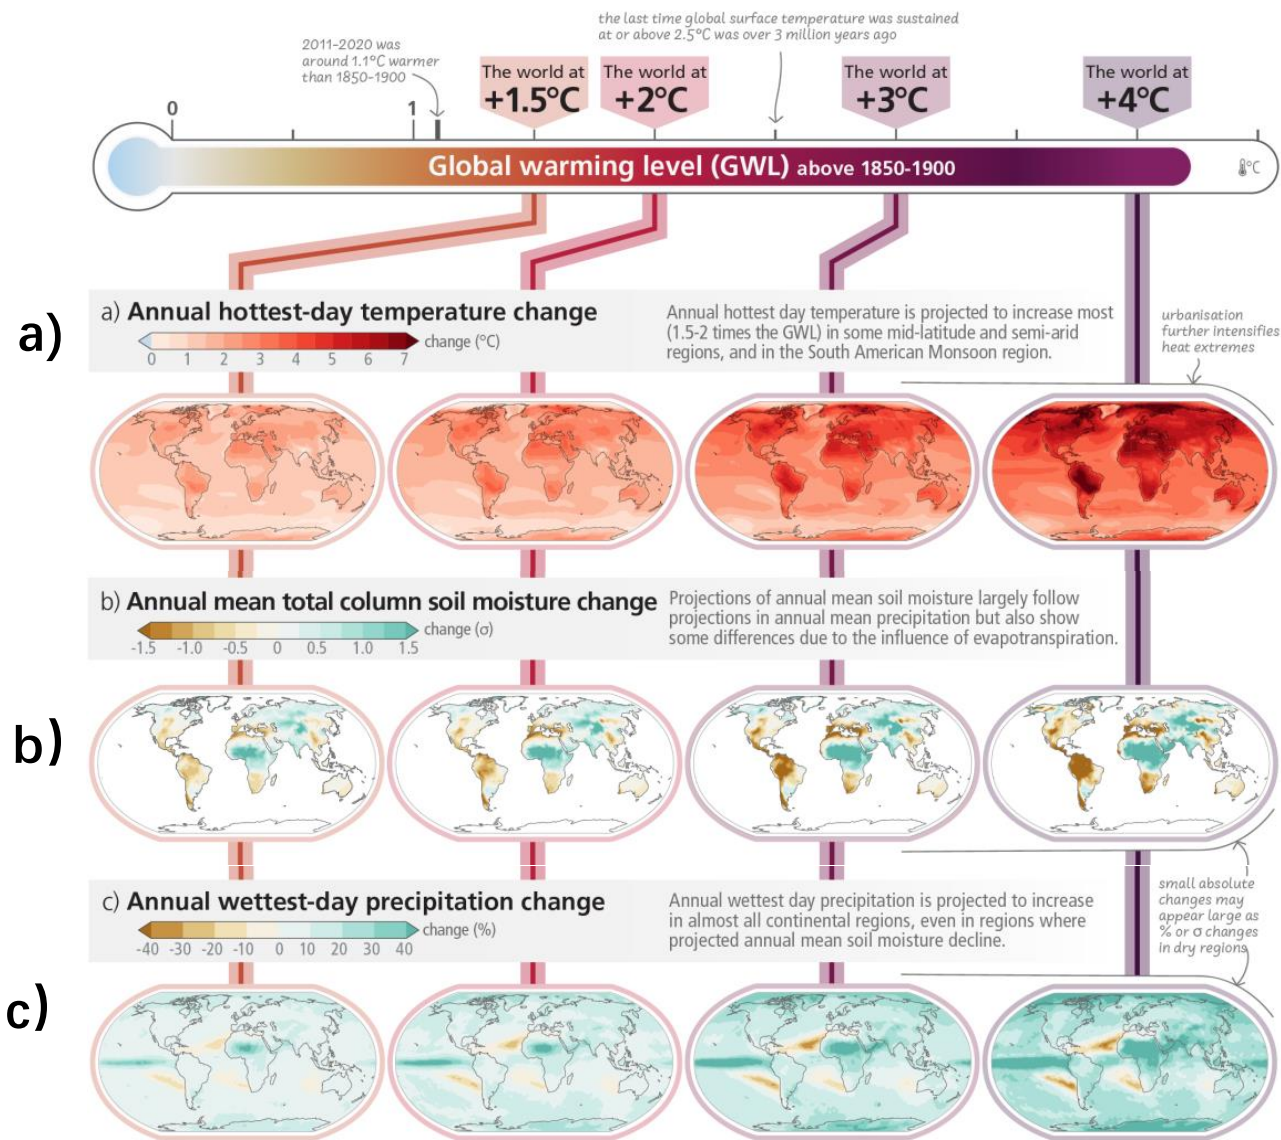 the last time global surface temperature was sustained
at or above 2.5°C was over 3 million years ago
2011-2020 was
around 1.1°C warmer
than 1850-1900
The world at
+1.5°C
The world at
+2°C
The world at
+3°C
The world at
+4°C
0
1
Global warming level (GWL) above 1850-1900
°C
a)
a) Annual hottest-day temperature change
change (°C)
0 1 2 3 4 5 6 7
Annual hottest day temperature is projected to increase most
(1.5-2 times the GWL) in some mid-latitude and semi-arid
regions, and in the South American Monsoon region.
urbanisation
further intensifies
heat extremes
b)
b) Annual mean total column soil moisture change
change (σ)
-1.5 -1.0 -0.5 0 0.5 1.0 1.5
Projections of annual mean soil moisture largely follow
projections in annual mean precipitation but also show
some differences due to the influence of evapotranspiration.
c)
c) Annual wettest-day precipitation change
change (%)
-40 -30 -20 -10 0 10 20 30 40
Annual wettest day precipitation is projected to increase
in almost all continental regions, even in regions where
projected annual mean soil moisture decline.
small absolute
changes may
appear large as
% or σ changes
in dry regions